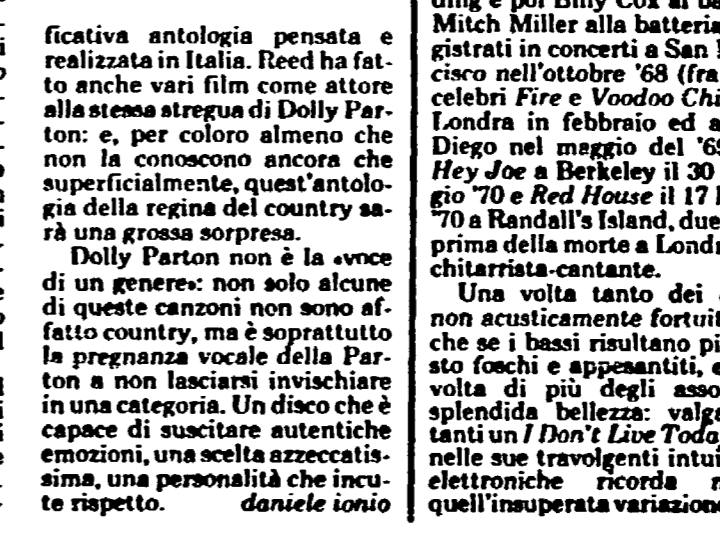 ficativa antologia pensata e
realizzata in Italia. Reed ha fat-
to anche vari film come attore
alla stessa stregua di Dolly Par-
ton: e, per coloro almeno che
non la conoscono ancora che
superficialmente, quest'antolo-
gia della regina del country sa-
rà una grossa sorpresa.
Dolly Parton non è la «voce
di un genere»: non solo alcune
di queste canzoni non sono af-
fatto country, ma è soprattutto
la pregnanza vocale della Par-
ton a non lasciarsi invischiare
in una categoria. Un disco che è
capace di suscitare autentiche
emozioni, una scelta azzeccatis-
sima, una personalità che incu-
te rispetto. daniele ionio
e poi Billy Cox al
Mitch Miller alla batteria
gistrati in concerti a San
cisco nell'ottobre '68 (fra
celebri Fire e Voodoo Chi
Londra in febbraio ed a
Diego nel maggio del '69
Hey Joe a Berkeley il 30
gio '70 e Red House il 17
'70 a Randall's Island, due
prima della morte a Londr
chitarrista-cantante.
Una volta tanto dei
non acusticamente fortuit
che se i bassi risultano pi
sto foschi e appesantiti, e
volta di più degli asso
splendida bellezza: valga
tanti un I Don't Live Toda
nelle sue travolgenti intui
elettroniche ricorda
quell'insuperata variazione